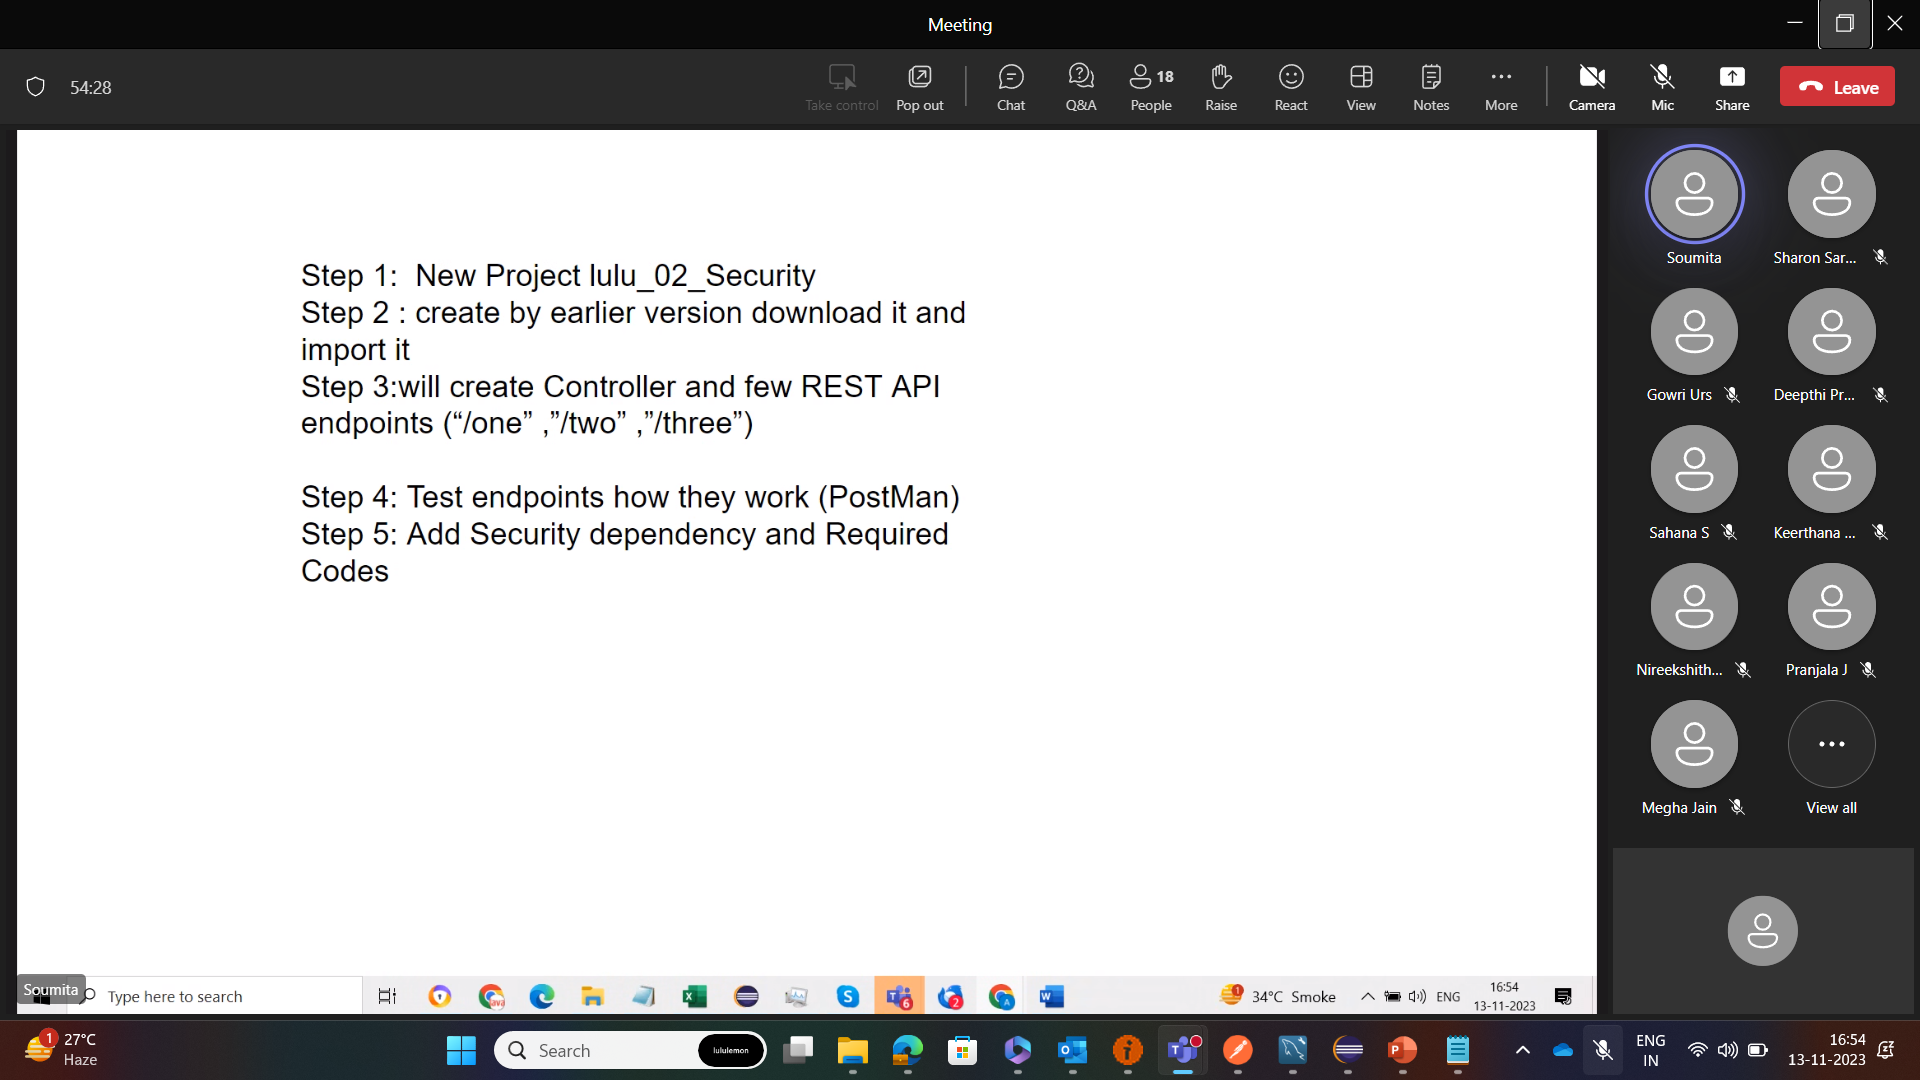 Meeting
54:28
Take control
Pop out
Chat
Q&A
People
18
Raise
React
View
Notes
More
Camera
Mic
Share
Leave
Step 1:  New Project lulu_02_Security
Step 2 : create by earlier version download it and
import it
Step 3:will create Controller and few REST API
endpoints (“/one” ,”/two” ,”/three”)
Step 4: Test endpoints how they work (PostMan)
Step 5: Add Security dependency and Required
Codes
Soumita
Sharon Sar...
Gowri Urs
Deepthi Pr...
Sahana S
Keerthana ...
Nireekshith...
Pranjala J
Megha Jain
View all
Soumita
Type here to search
6
2
1
34°C Smoke
ENG
16:54
13-11-2023
1
27°C
Haze
Search
lululemon
ENG
IN
16:54
13-11-2023